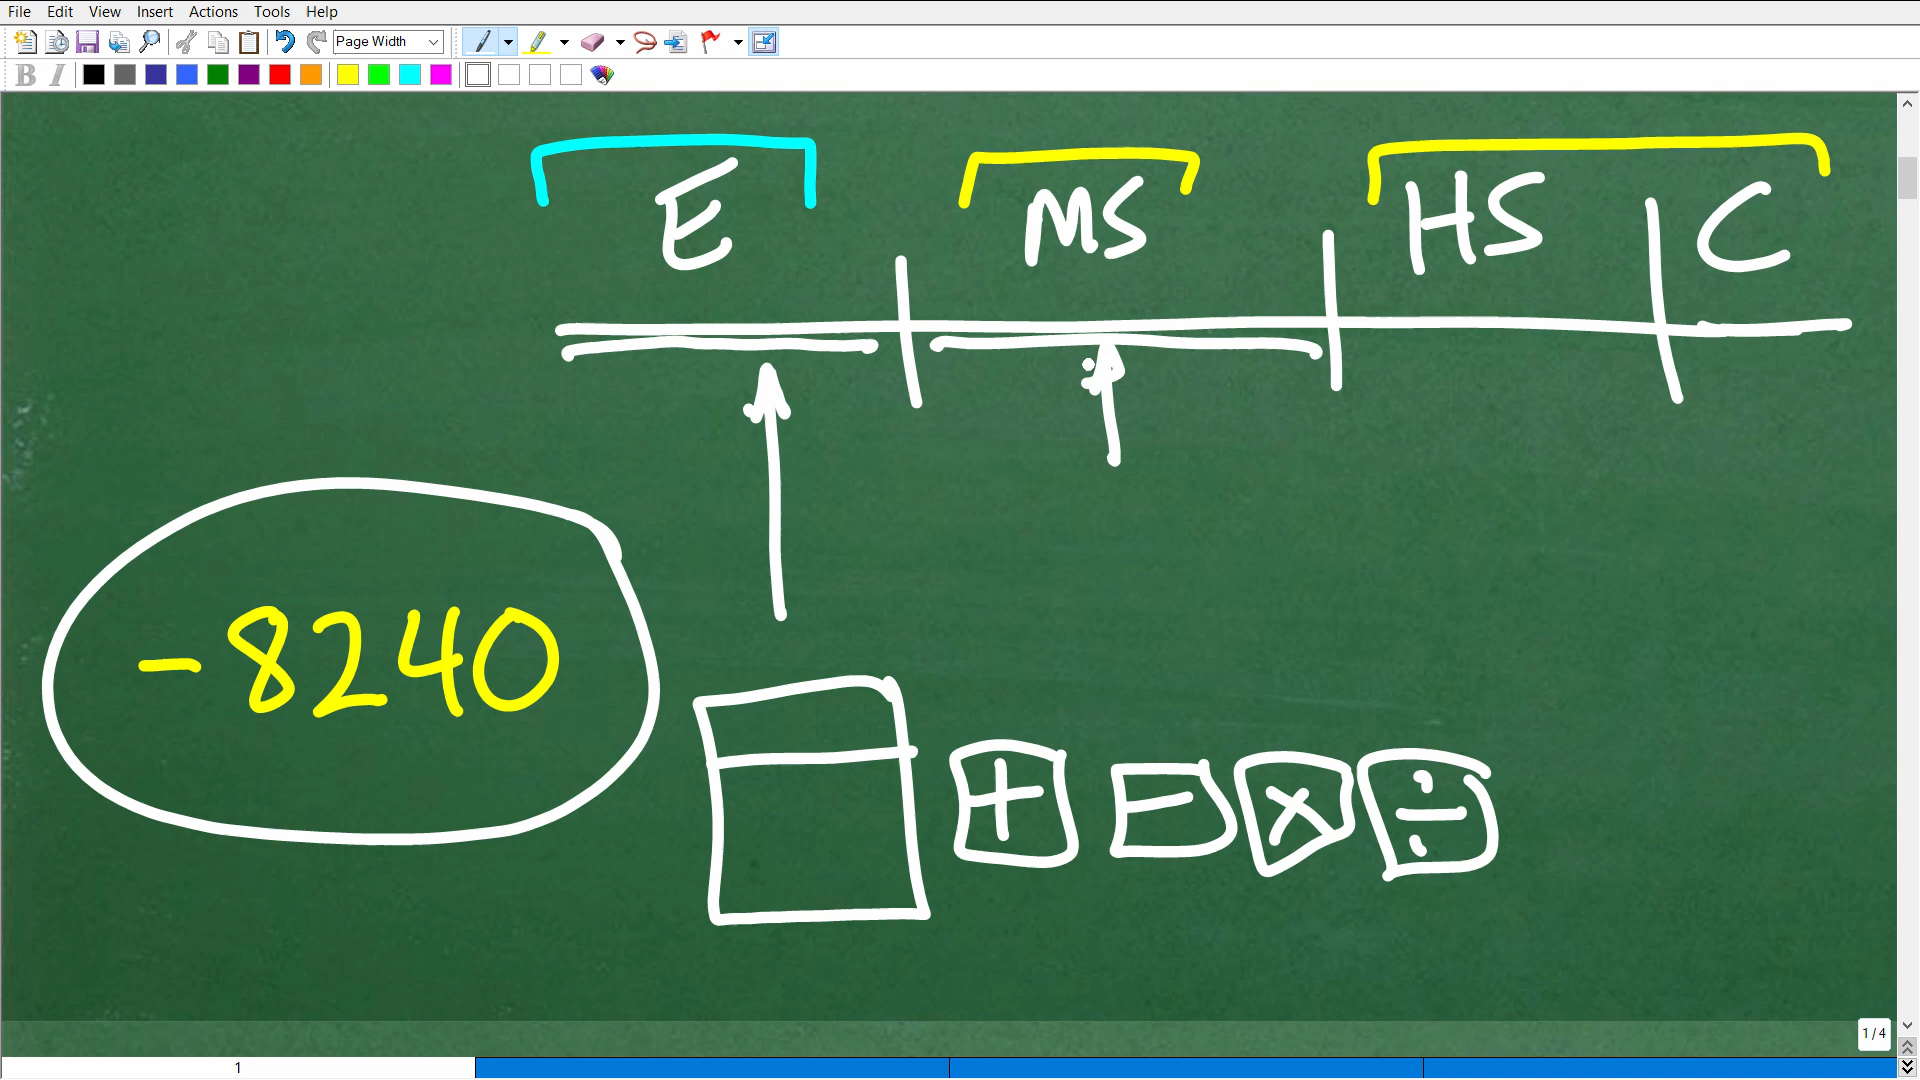 File Edit View Insert Actions Tools Help
Page Width
B I
E MS HS C
-8240
+ - × ÷
1 / 4
1